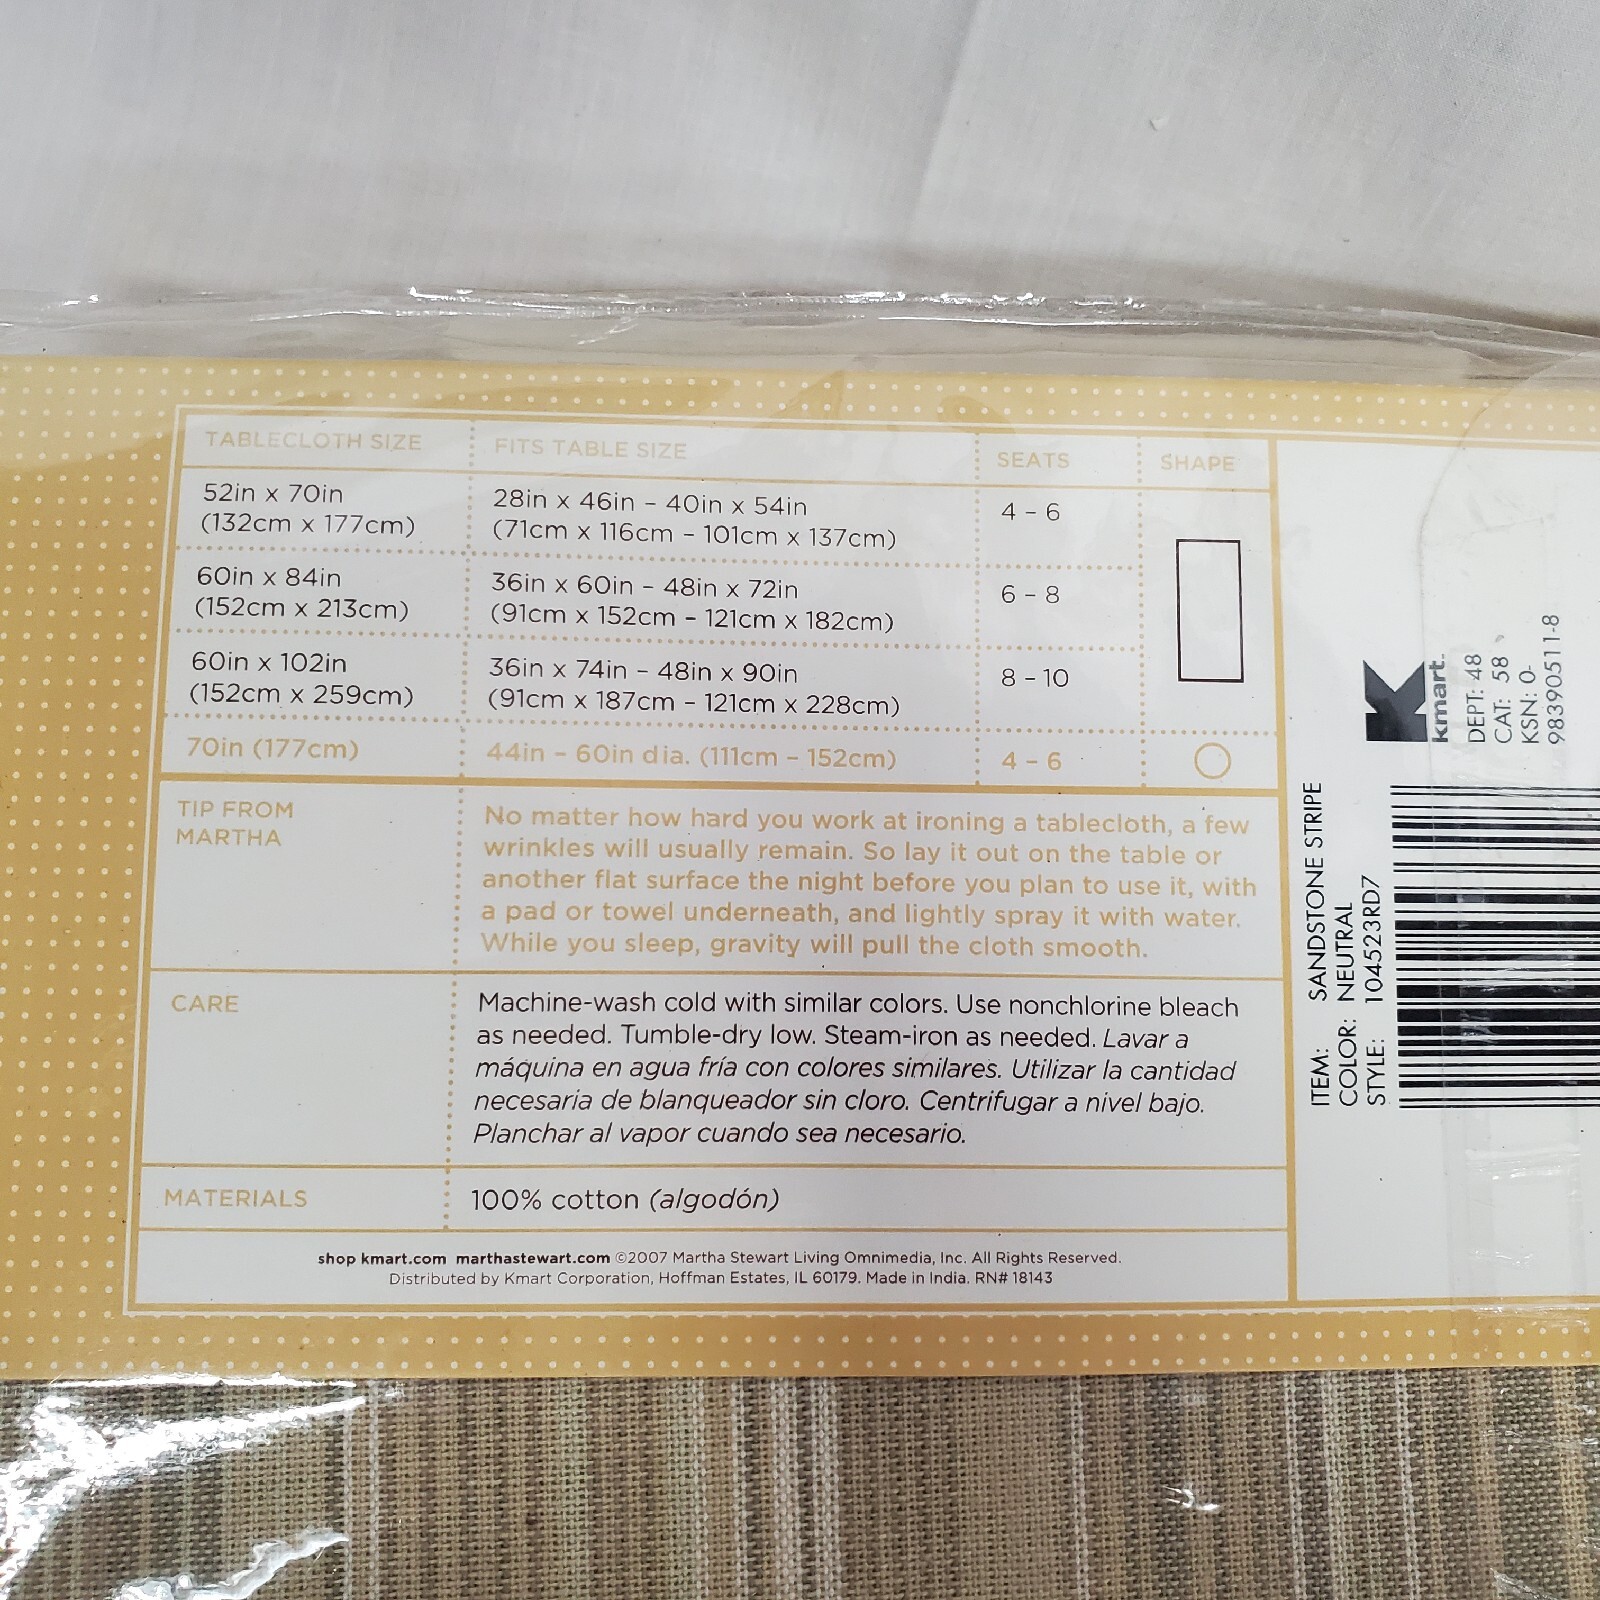 TABLECLOTH SIZE FITS TABLE SIZE SEATS SHAPE
52in x 70in 28in x 46in – 40in x 54in 4 – 6
(132cm x 177cm) (71cm x 116cm – 101cm x 137cm)
60in x 84in 36in x 60in – 48in x 72in 6 – 8
(152cm x 213cm) (91cm x 152cm – 121cm x 182cm)
60in x 102in 36in x 74in – 48in x 90in 8 – 10
(152cm x 259cm) (91cm x 187cm – 121cm x 228cm)
70in (177cm) 44in – 60in dia. (111cm – 152cm) 4 – 6
TIP FROM
MARTHA
No matter how hard you work at ironing a tablecloth, a few
wrinkles will usually remain. So lay it out on the table or
another flat surface the night before you plan to use it, with
a pad or towel underneath, and lightly spray it with water.
While you sleep, gravity will pull the cloth smooth.
CARE
Machine-wash cold with similar colors. Use nonchlorine bleach
as needed. Tumble-dry low. Steam-iron as needed. Lavar a
máquina en agua fría con colores similares. Utilizar la cantidad
necesaria de blanqueador sin cloro. Centrifugar a nivel bajo.
Planchar al vapor cuando sea necesario.
MATERIALS 100% cotton (algodón)
shop kmart.com marthastewart.com ©2007 Martha Stewart Living Omnimedia, Inc. All Rights Reserved.
Distributed by Kmart Corporation, Hoffman Estates, IL 60179. Made in India. RN# 18143
ITEM: SANDSTONE STRIPE
COLOR: NEUTRAL
STYLE: 104523RD7
kmart.
DEPT: 48
CAT: 58
KSN: 0-
98390511-8